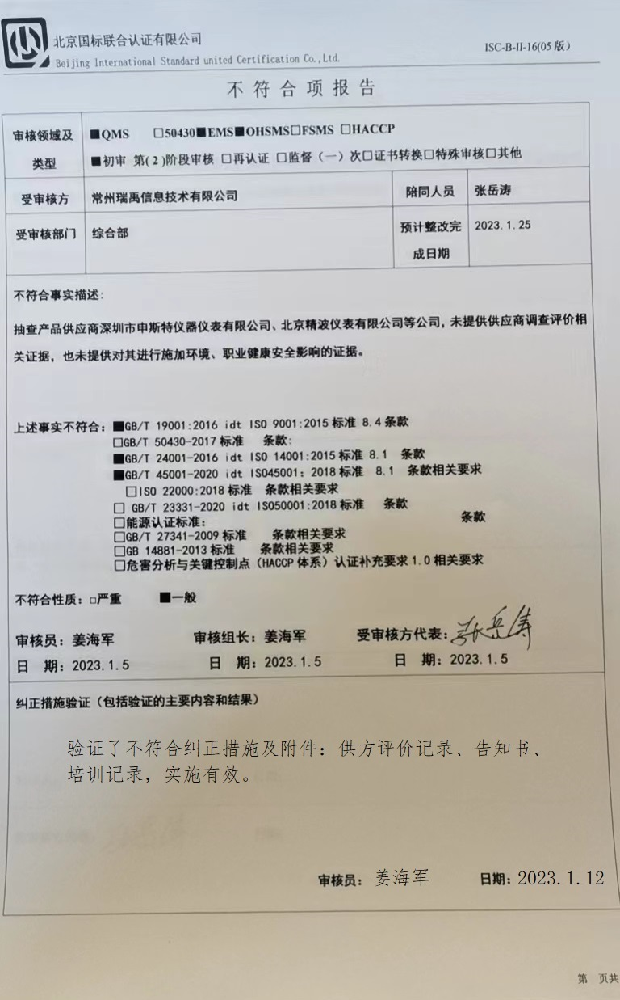 北京国标联合认证有限公司
Beijing International Standard united Certification Co.,Ltd.
ISC-B-II-16(05 版)
不符合项报告
审核领域及类型
■QMS □50430■EMS■OHSMS□FSMS □HACCP
■初审 第(2)阶段审核 □再认证 □监督（一）次□证书转换□特殊审核□其他
受审核方 常州瑞禹信息技术有限公司 陪同人员 张岳涛
受审核部门 综合部 预计整改完成日期 2023.1.25
不符合事实描述：
抽查产品供应商深圳市申斯特仪器仪表有限公司、北京精波仪表有限公司等公司，未提供供应商调查评价相
关证据，也未提供对其进行施加环境、职业健康安全影响的证据。
上述事实不符合：■GB/T 19001:2016 idt ISO 9001:2015 标准 8.4 条款
□GB/T 50430-2017 标准 条款：
■GB/T 24001-2016 idt ISO 14001:2015 标准 8.1 条款
■GB/T 45001-2020 idt ISO45001：2018 标准 8.1 条款相关要求
□ISO 22000:2018 标准 条款相关要求
□ GB/T 23331-2020 idt ISO50001:2018 标准 条款
□能源认证标准： 条款
□GB/T 27341-2009 标准 条款相关要求
□GB 14881-2013 标准 条款相关要求
□危害分析与关键控制点（HACCP 体系）认证补充要求 1.0 相关要求
不符合性质：□严重 ■一般
审核员：姜海军 审核组长：姜海军 受审核方代表：张岳涛
日 期：2023.1.5 日 期：2023.1.5 日 期：2023.1.5
纠正措施验证（包括验证的主要内容和结果）
验证了不符合纠正措施及附件：供方评价记录、告知书、
培训记录，实施有效。
审核员：姜海军 日期：2023.1.12
第 页共